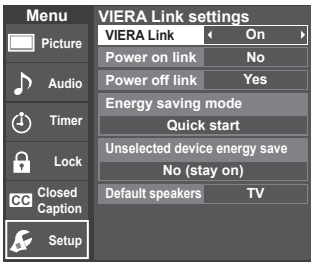 Menu
Picture
Audio
Timer
Lock
CC Closed
Caption
Setup
VIERA Link settings
VIERA Link On
Power on link No
Power off link Yes
Energy saving
mode
Quick start
Unselected device energy save
No (stay on)
Default speakers TV